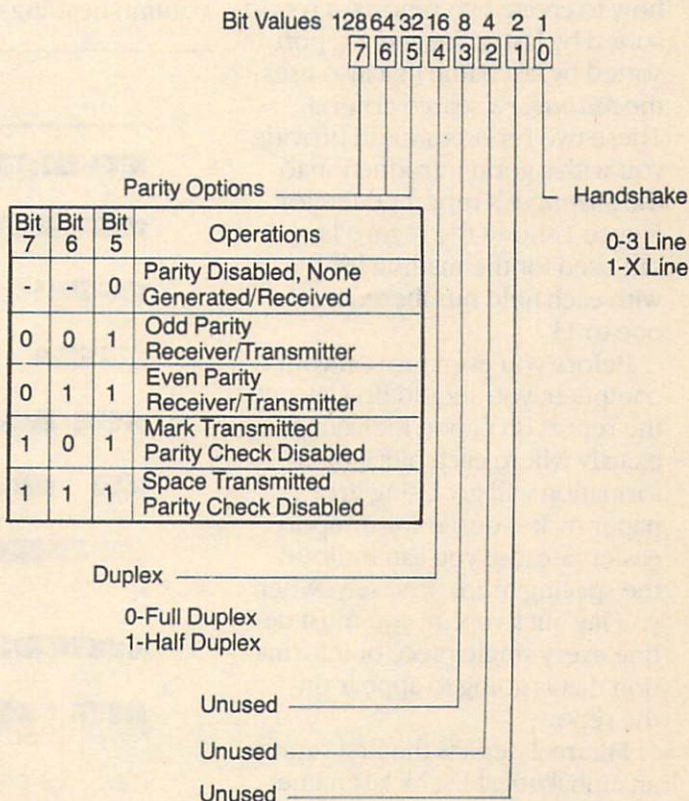 Bit Values 128 64 32 16 8 4 2 1
7 6 5 4 3 2 1 0
Parity Options
Handshake
0-3 Line
1-X Line
Bit 7 Bit 6 Bit 5 Operations
- - 0 Parity Disabled, None
Generated/Received
0 0 1 Odd Parity
Receiver/Transmitter
0 1 1 Even Parity
Receiver/Transmitter
1 0 1 Mark Transmitted
Parity Check Disabled
1 1 1 Space Transmitted
Parity Check Disabled
Duplex
0-Full Duplex
1-Half Duplex
Unused
Unused
Unused